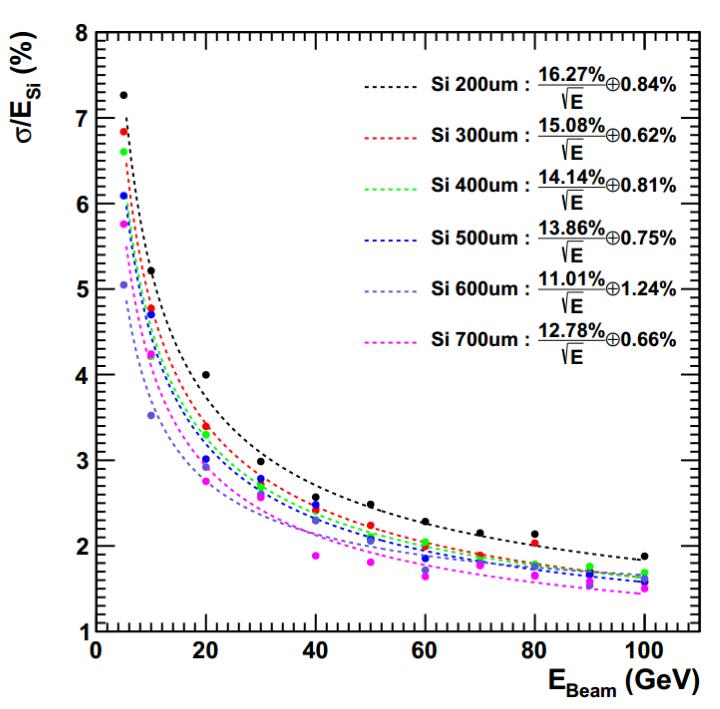 σ/E_Si (%)
8
7
6
5
4
3
2
1
Si 200um : 16.27%/√E ⊕0.84%
Si 300um : 15.08%/√E ⊕0.62%
Si 400um : 14.14%/√E ⊕0.81%
Si 500um : 13.86%/√E ⊕0.75%
Si 600um : 11.01%/√E ⊕1.24%
Si 700um : 12.78%/√E ⊕0.66%
0 20 40 60 80 100
E_Beam (GeV)